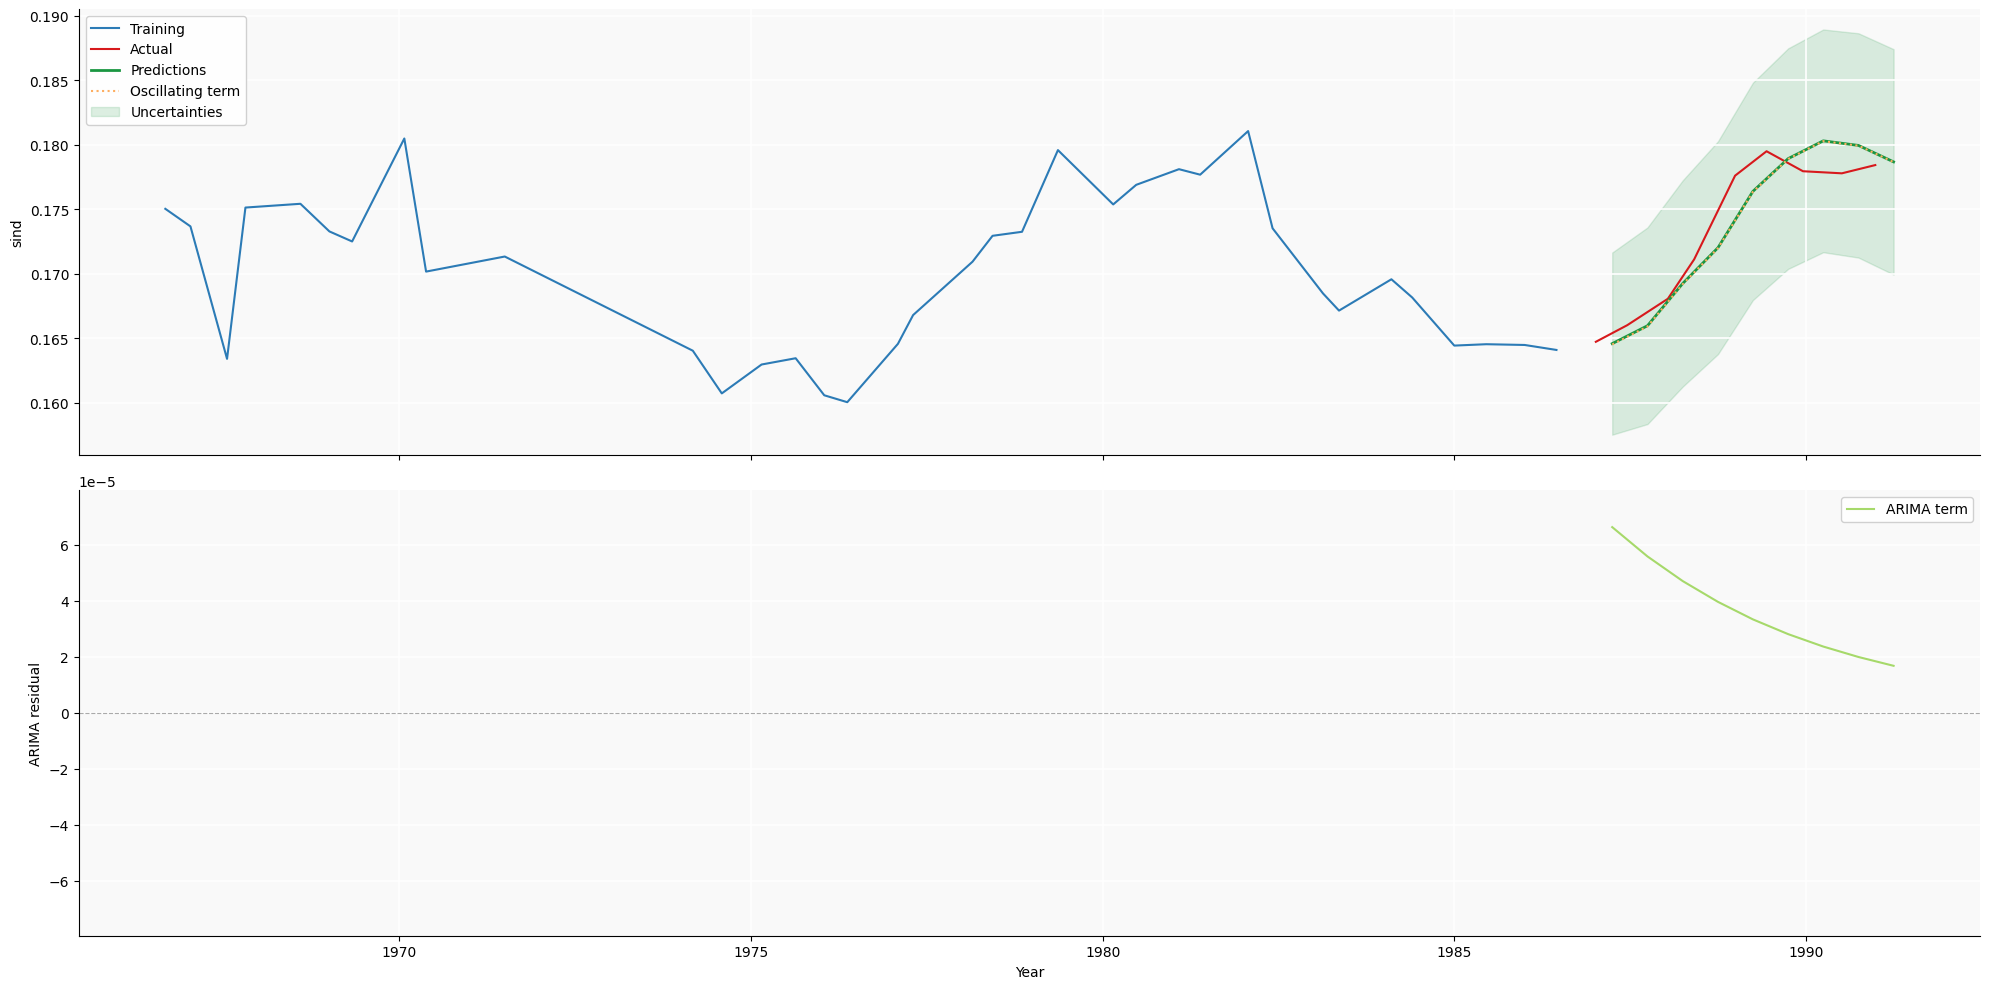 0.190
0.185
0.180
0.175
0.170
0.165
0.160
sind
Training
Actual
Predictions
Oscillating term
Uncertainties
1e−5
6
4
2
0
−2
−4
−6
ARIMA residual
ARIMA term
1970
1975
1980
1985
1990
Year